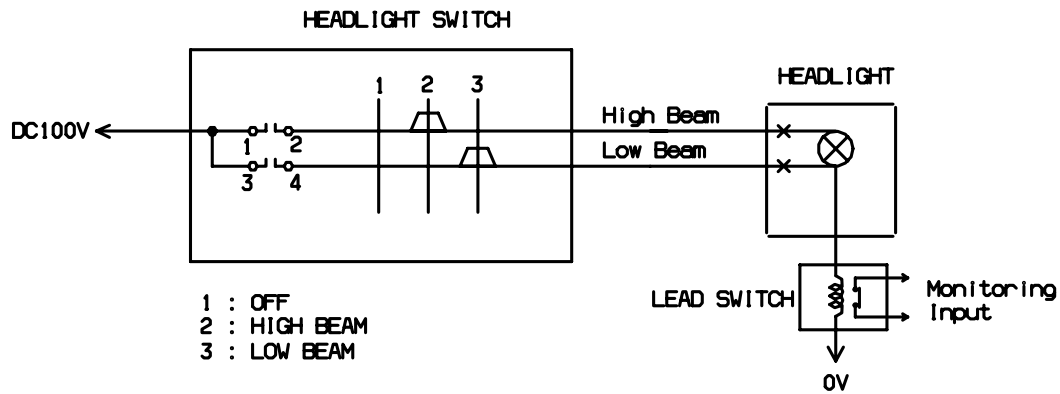 HEADLIGHT SWITCH
1 2 3
HEADLIGHT
DC100V
1 2
3 4
High Beam
Low Beam
LEAD SWITCH
Monitoring
input
0V
1 : OFF
2 : HIGH BEAM
3 : LOW BEAM